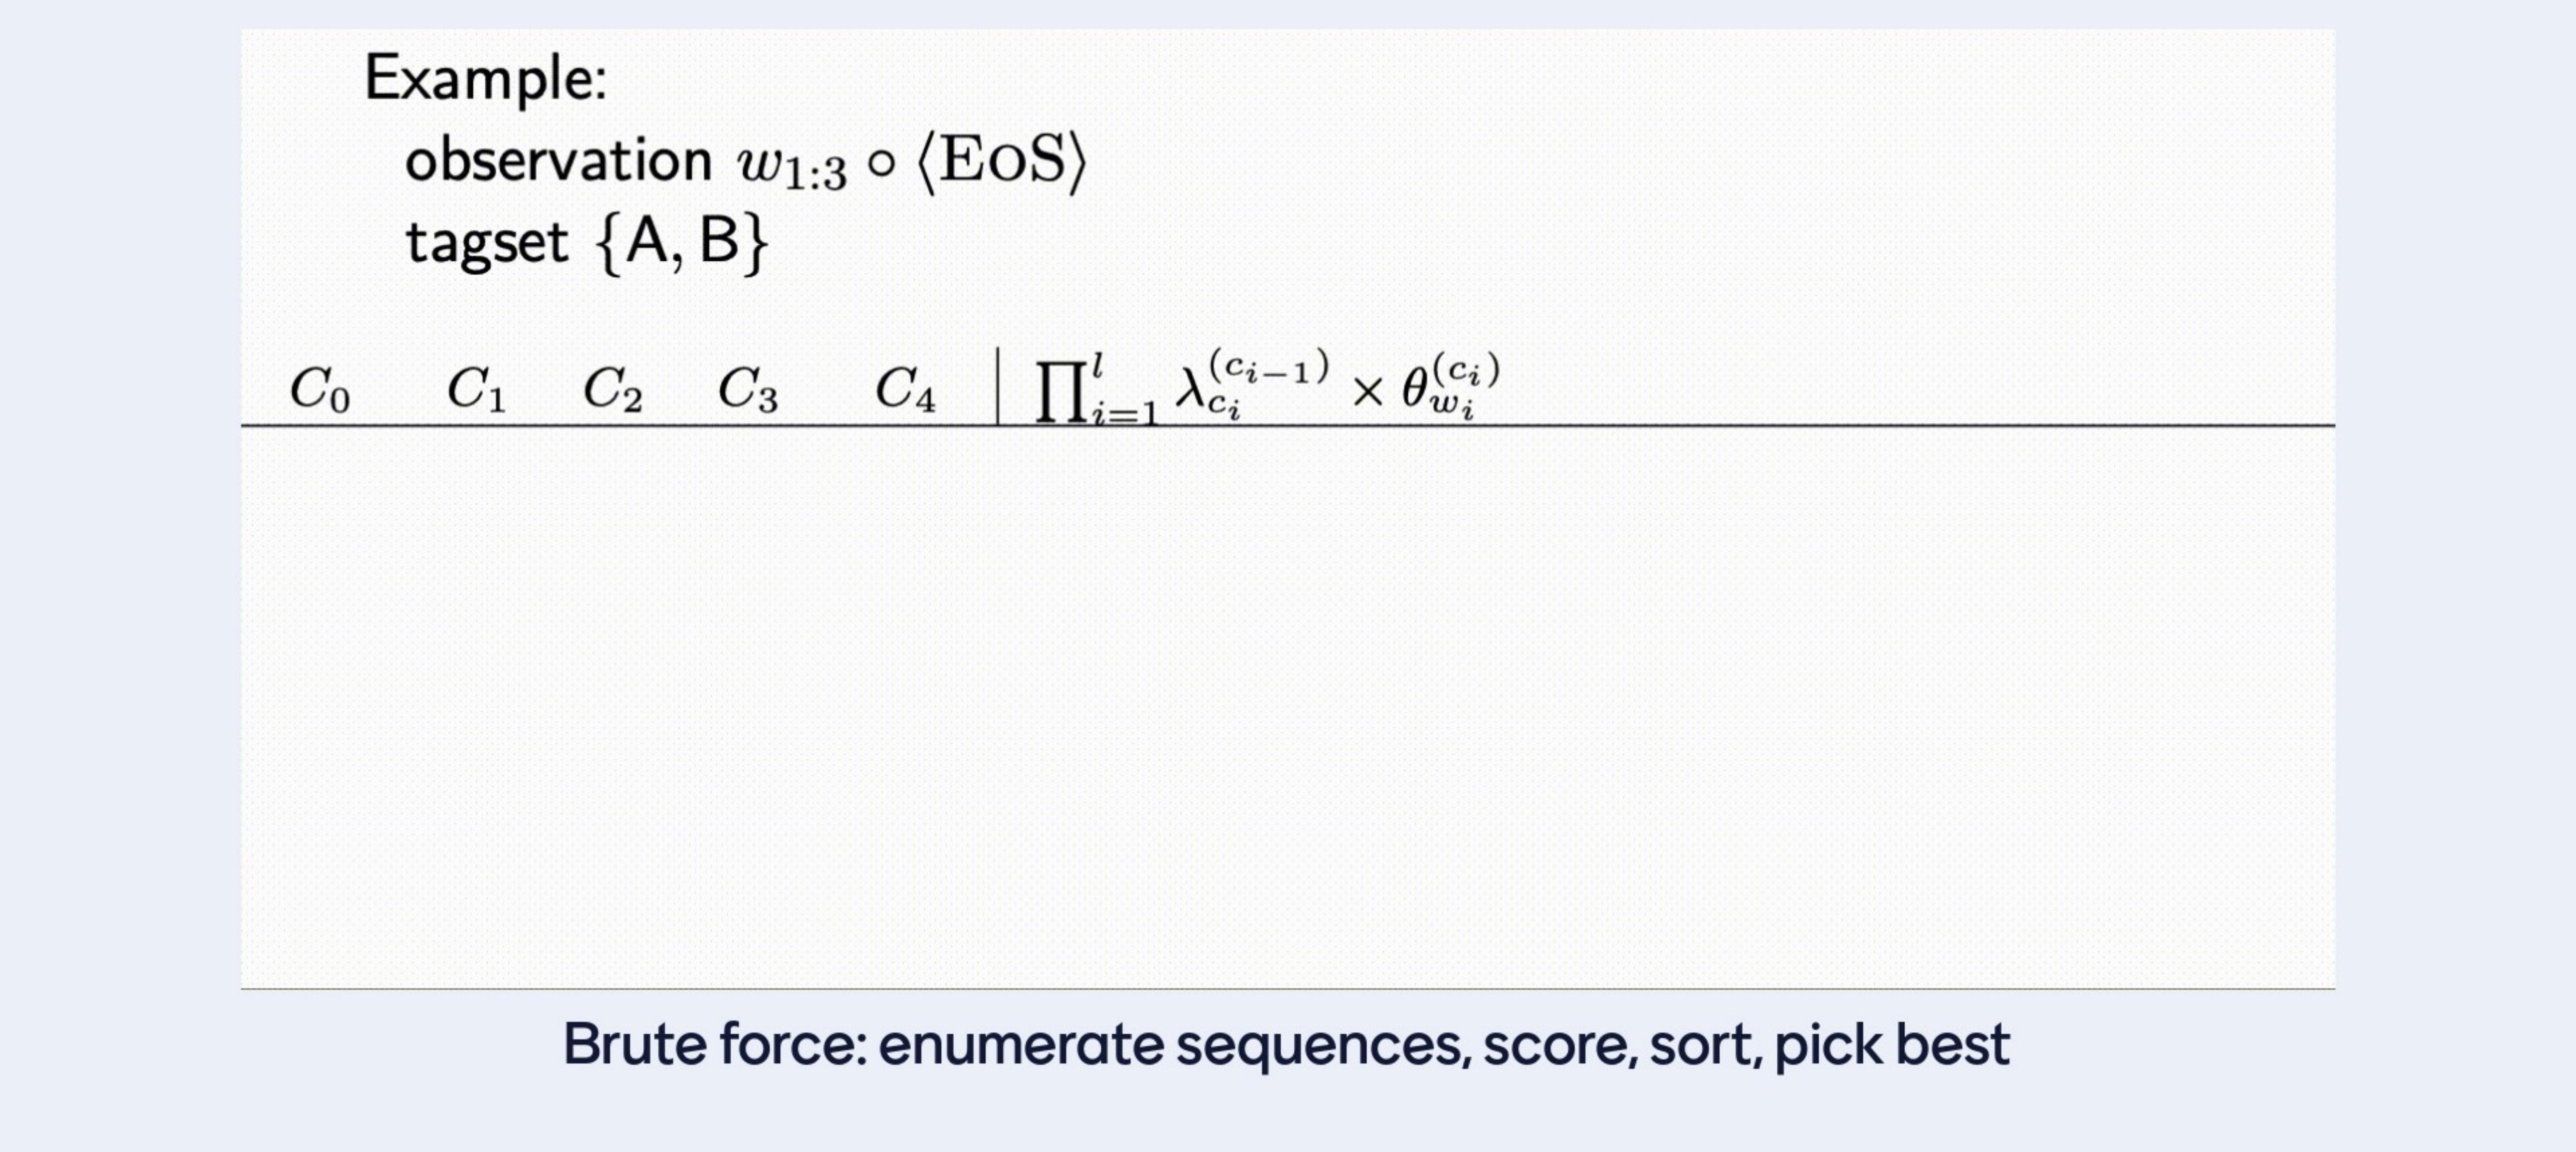 Example:
observation $w_{1:3} \circ \langle \text{EoS} \rangle$
tagset {A, B}
$C_0$ $C_1$ $C_2$ $C_3$ $C_4$ | $\prod_{i=1}^{l} \lambda_{c_i}^{(c_{i-1})} \times \theta_{w_i}^{(c_i)}$
Brute force: enumerate sequences, score, sort, pick best